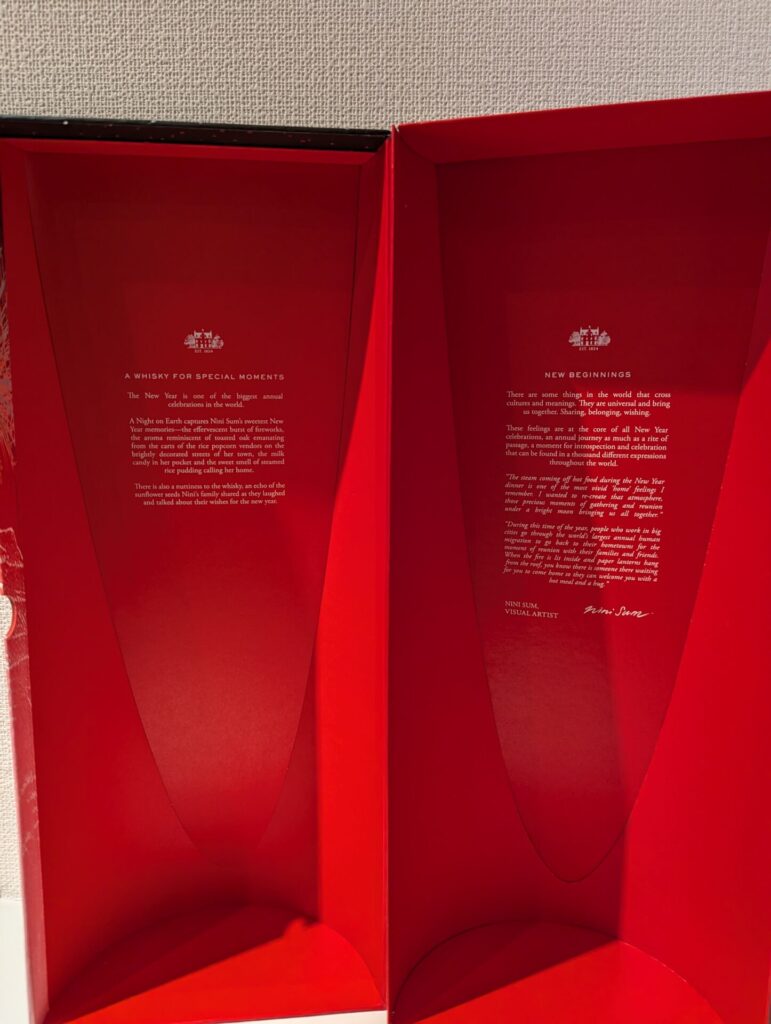 EST. 1824
A WHISKY FOR SPECIAL MOMENTS
The New Year is one of the biggest annual
celebrations in the world.
A Night on Earth captures Nini Sum's sweetest New
Year memories—the effervescent burst of fireworks,
the aroma reminiscent of toasted oak emanating
from the carts of the rice popcorn vendors on the
brightly decorated streets of her town, the milk
candy in her pocket and the sweet smell of steamed
rice pudding calling her home.
There is also a nuttiness to the whisky, an echo of the
sunflower seeds Nini's family shared as they laughed
and talked about their wishes for the new year.
EST. 1824
NEW BEGINNINGS
There are some things in the world that cross
cultures and meanings. They are universal and bring
us together. Sharing, belonging, wishing.
These feelings are at the core of all New Year
celebrations, an annual journey as much as a rite of
passage, a moment for introspection and celebration
that can be found in a thousand different expressions
throughout the world.
"The steam coming off hot food during the New Year
dinner is one of the most vivid 'home' feelings I
remember. I wanted to re-create that atmosphere,
those precious moments of gathering and reunion
under a bright moon bringing us all together."
"During this time of the year, people who work in big
cities go through the world's largest annual human
migration to go back to their hometowns for the
moment of reunion with their families and friends.
When the fire is lit inside and paper lanterns hang
from the roof, you know there is someone there waiting
for you to come home so they can welcome you with a
hot meal and a hug."
NINI SUM,
VISUAL ARTIST
Nini Sum